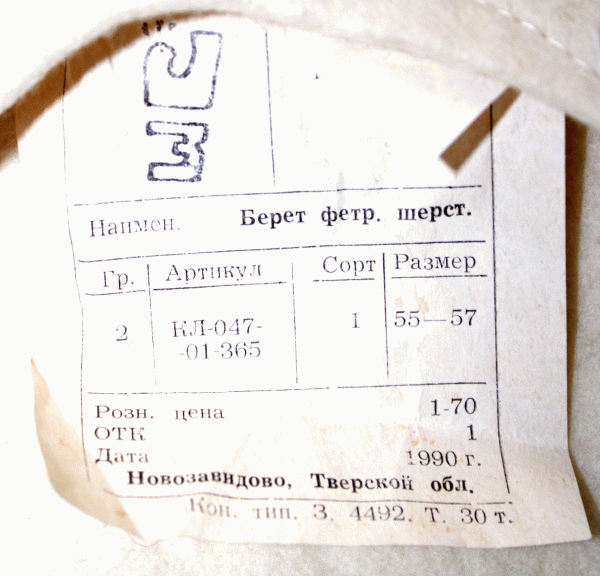 Наимен. Берет фетр. шерст.
Гр. Артикул Сорт Размер
2 КЛ-047- 1 55—57
-01-365
Розн. цена 1-70
ОТК 1
Дата 1990 г.
Новозавидово, Тверской обл.
Кон. тип. З. 4492. Т. 30 т.